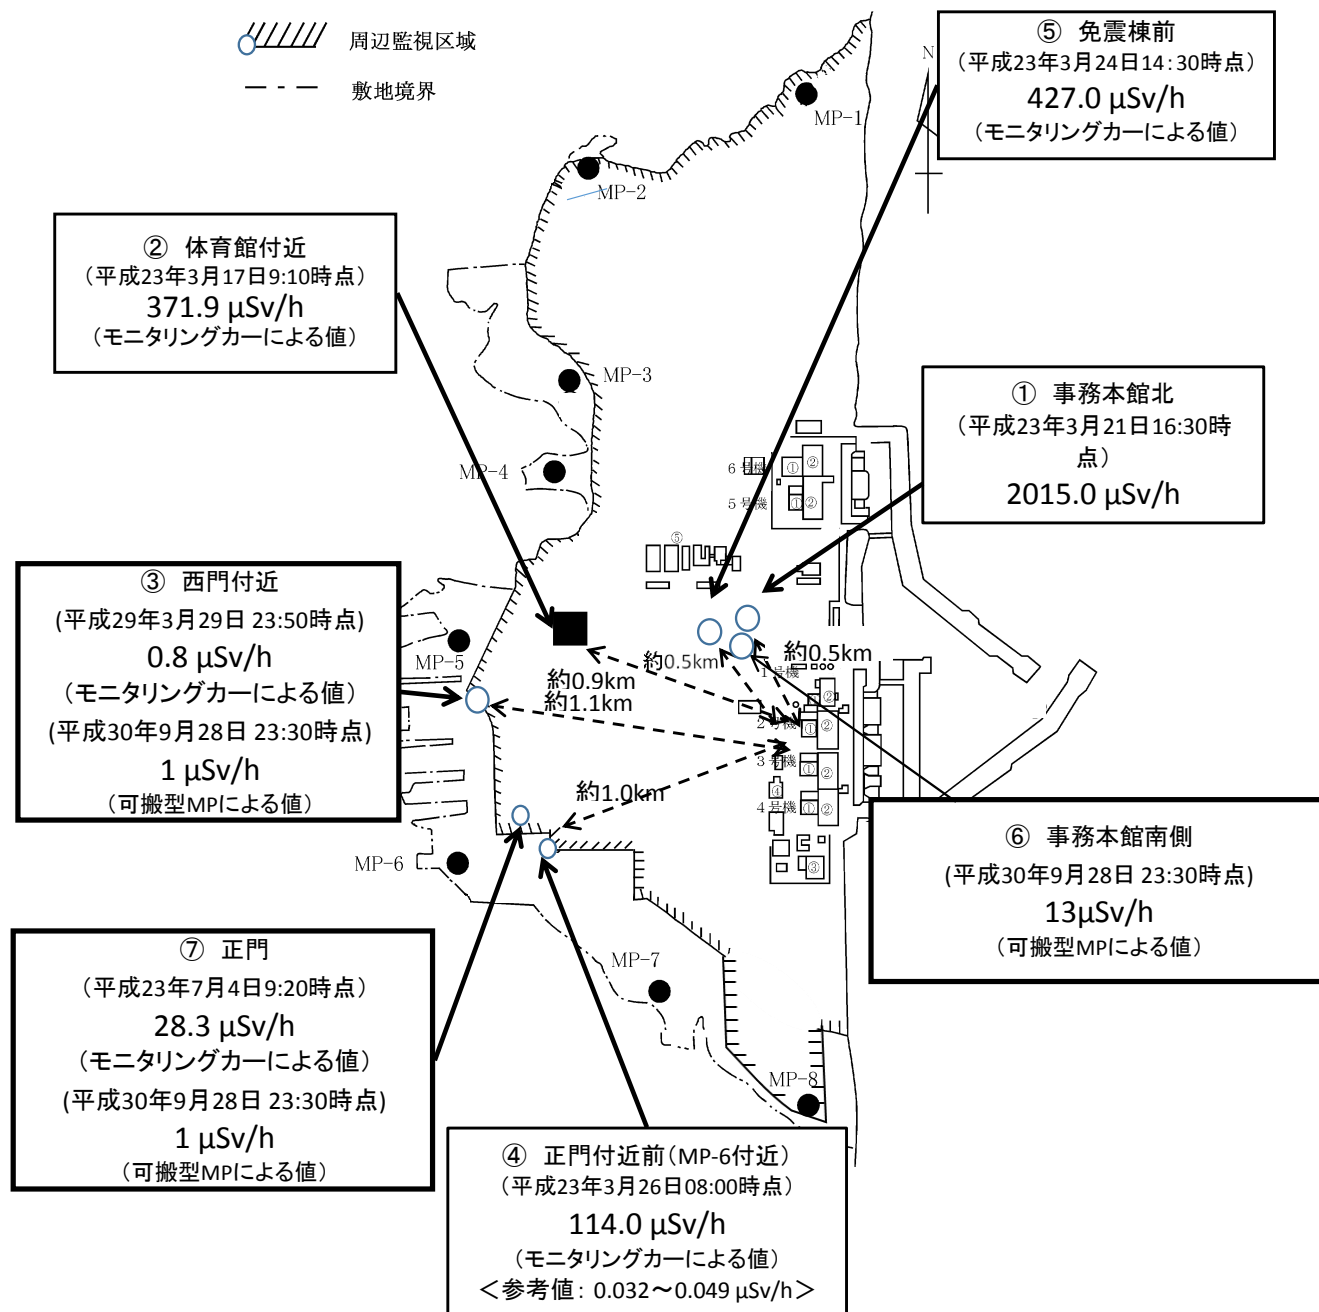 周辺監視区域
敷地境界
⑤ 免震棟前
(平成23年3月24日14:30時点)
427.0 μSv/h
(モニタリングカーによる値)
N
MP-1
MP-2
② 体育館付近
(平成23年3月17日9:10時点)
371.9 μSv/h
(モニタリングカーによる値)
MP-3
① 事務本館北
(平成23年3月21日16:30時
点)
2015.0 μSv/h
MP-4
6号機
① ②
5号機
① ②
⑤
③ 西門付近
(平成29年3月29日 23:50時点)
0.8 μSv/h
(モニタリングカーによる値)
(平成30年9月28日 23:30時点)
1 μSv/h
(可搬型MPによる値)
MP-5
約0.5km
約0.5km
1号機
②
約0.9km
約1.1km
2号機
① ②
3号機
① ②
約1.0km
④
4号機
① ②
③
MP-6
⑥ 事務本館南側
(平成30年9月28日 23:30時点)
13μSv/h
(可搬型MPによる値)
⑦ 正門
(平成23年7月4日9:20時点)
28.3 μSv/h
(モニタリングカーによる値)
(平成30年9月28日 23:30時点)
1 μSv/h
(可搬型MPによる値)
MP-7
MP-8
④ 正門付近前(MP-6付近)
(平成23年3月26日08:00時点)
114.0 μSv/h
(モニタリングカーによる値)
<参考値: 0.032~0.049 μSv/h>